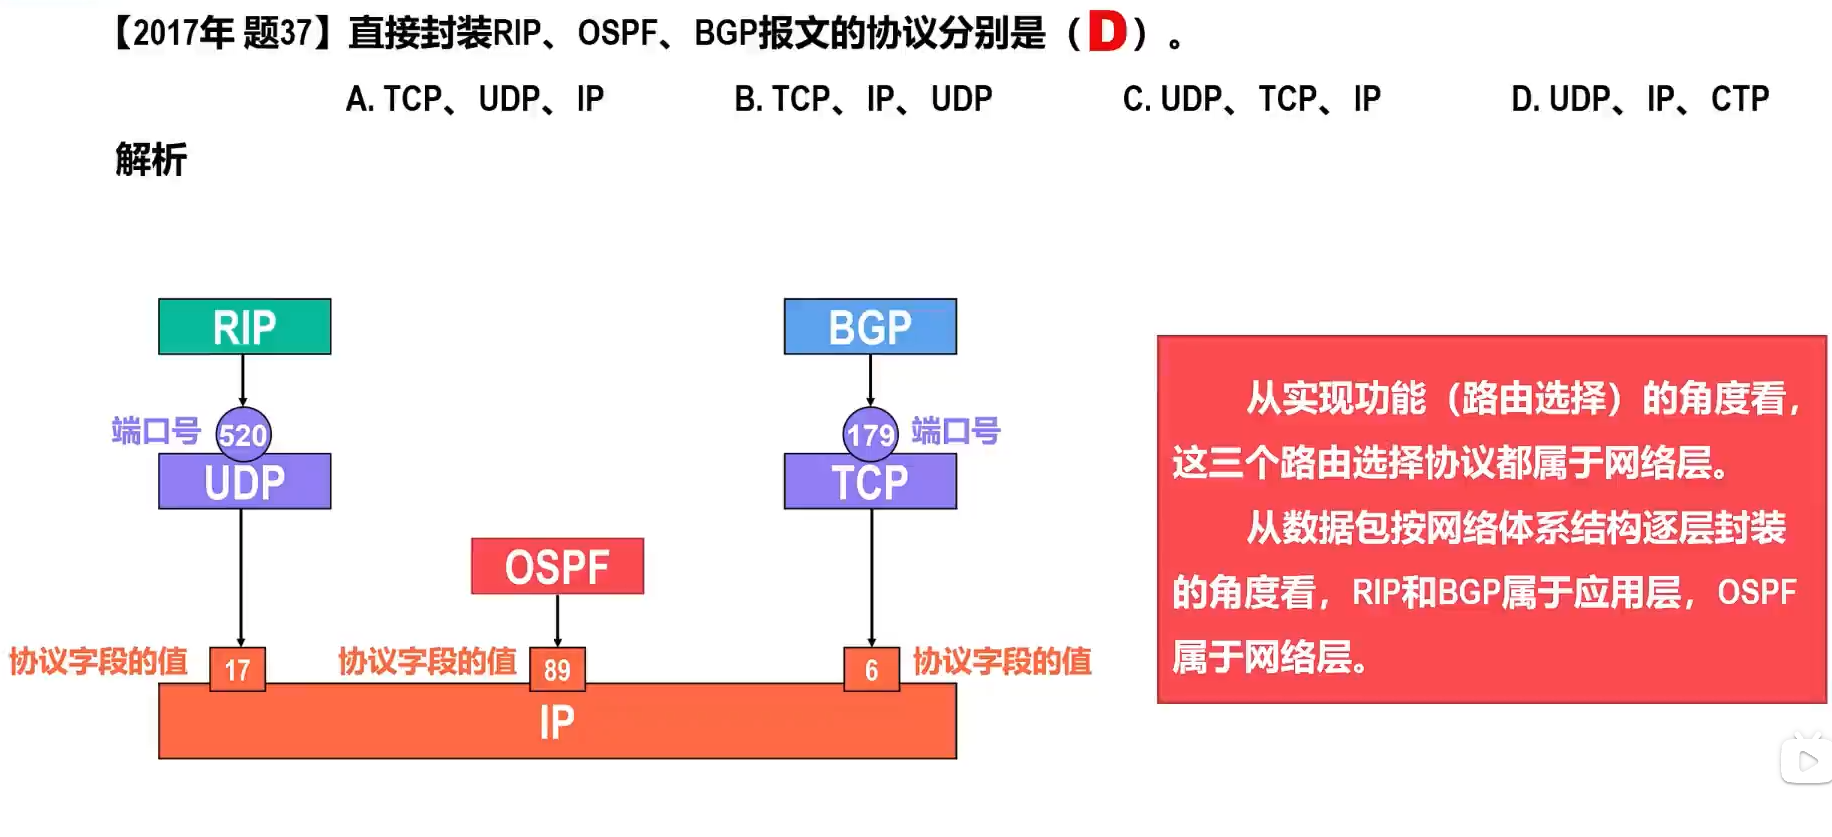 【2017年 题37】直接封装RIP、OSPF、BGP报文的协议分别是（D）。
A. TCP、UDP、IP B. TCP、IP、UDP C. UDP、TCP、IP D. UDP、IP、CTP
解析
RIP BGP
端口号 520 179 端口号
UDP TCP
OSPF
协议字段的值 17 协议字段的值 89 6 协议字段的值
IP
从实现功能（路由选择）的角度看，
这三个路由选择协议都属于网络层。
从数据包按网络体系结构逐层封装
的角度看，RIP和BGP属于应用层，OSPF
属于网络层。